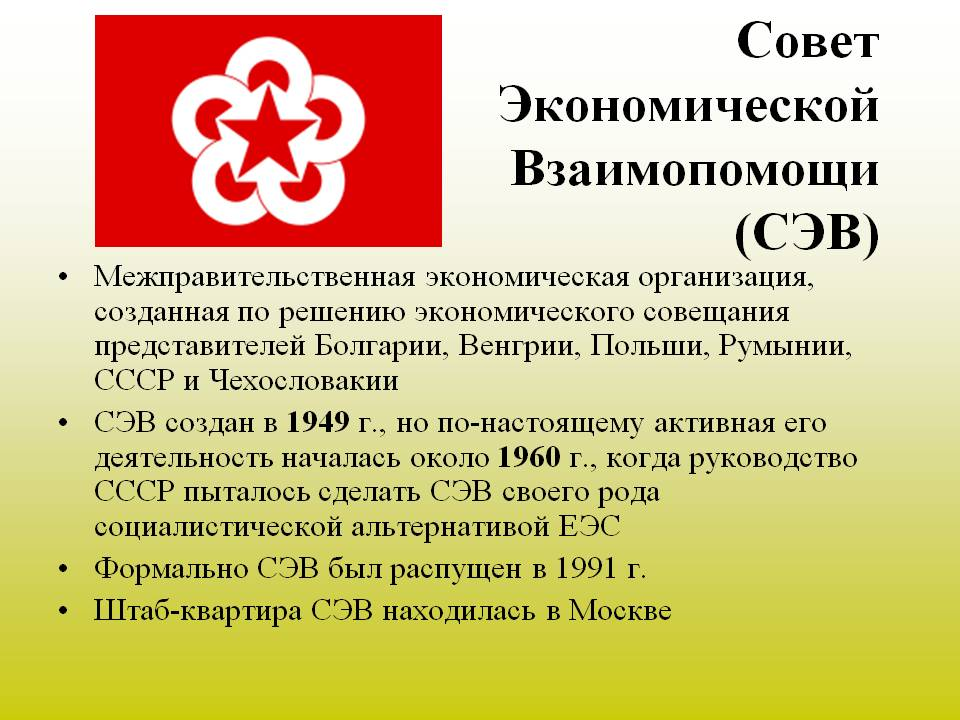 Совет
Экономической
Взаимопомощи
(СЭВ)
• Межправительственная экономическая организация,
созданная по решению экономического совещания
представителей Болгарии, Венгрии, Польши, Румынии,
СССР и Чехословакии
• СЭВ создан в 1949 г., но по-настоящему активная его
деятельность началась около 1960 г., когда руководство
СССР пыталось сделать СЭВ своего рода
социалистической альтернативой ЕЭС
• Формально СЭВ был распущен в 1991 г.
• Штаб-квартира СЭВ находилась в Москве